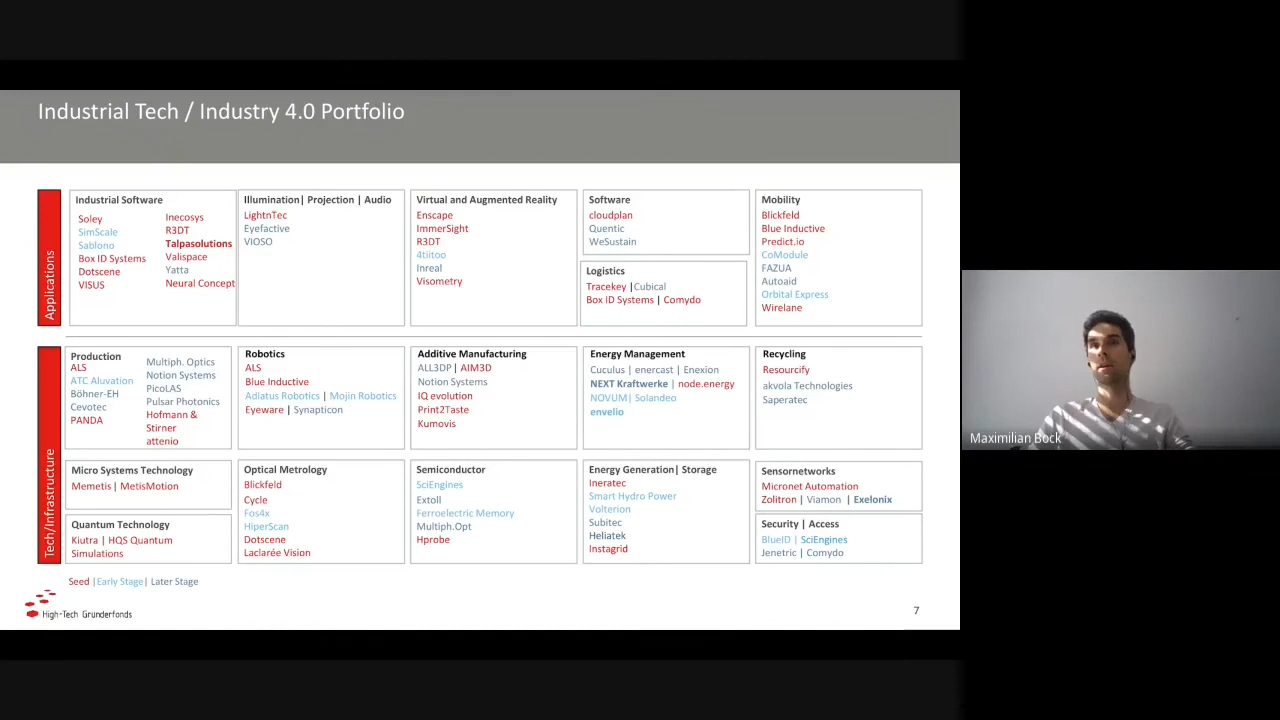 Industrial Tech / Industry 4.0 Portfolio
Applications
Industrial Software
Soley
SimScale
Sablono
Box ID Systems
Dotscene
VISUS
Inecosys
R3DT
Talpasolutions
Valispace
Yatta
Neural Concept
Illumination| Projection | Audio
LightnTec
Eyefactive
VIOSO
Virtual and Augmented Reality
Enscape
ImmerSight
R3DT
4tiitoo
Inreal
Visometry
Software
cloudplan
Quentic
WeSustain
Logistics
Tracekey |Cubical
Box ID Systems | Comydo
Mobility
Blickfeld
Blue Inductive
Predict.io
CoModule
FAZUA
Autoaid
Orbital Express
Wirelane
Tech/Infrastructure
Production
ALS
ATC Aluvation
Böhner-EH
Cevotec
PANDA
Multiph. Optics
Notion Systems
PicoLAS
Pulsar Photonics
Hofmann &
Stirner
attenio
Robotics
ALS
Blue Inductive
Adlatus Robotics | Mojin Robotics
Eyeware | Synapticon
Additive Manufacturing
ALL3DP | AIM3D
Notion Systems
IQ evolution
Print2Taste
Kumovis
Energy Management
Cuculus | enercast | Enexion
NEXT Kraftwerke | node.energy
NOVUM| Solandeo
envelio
Recycling
Resourcify
akvola Technologies
Saperatec
Micro Systems Technology
Memetis | MetisMotion
Quantum Technology
Kiutra | HQS Quantum
Simulations
Optical Metrology
Blickfeld
Cycle
Fos4x
HiperScan
Dotscene
Laclarée Vision
Semiconductor
SciEngines
Extoll
Ferroelectric Memory
Multiph.Opt
Hprobe
Energy Generation| Storage
Ineratec
Smart Hydro Power
Volterion
Subitec
Heliatek
Instagrid
Sensornetworks
Micronet Automation
Zolitron | Viamon | Exelonix
Security | Access
BlueID | SciEngines
Jenetric | Comydo
Seed |Early Stage| Later Stage
High-Tech Gründerfonds
7
Maximilian Bock